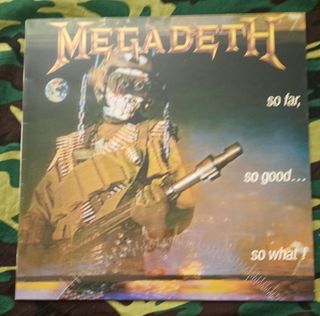 MEGADETH
so far,
so good...
so what!